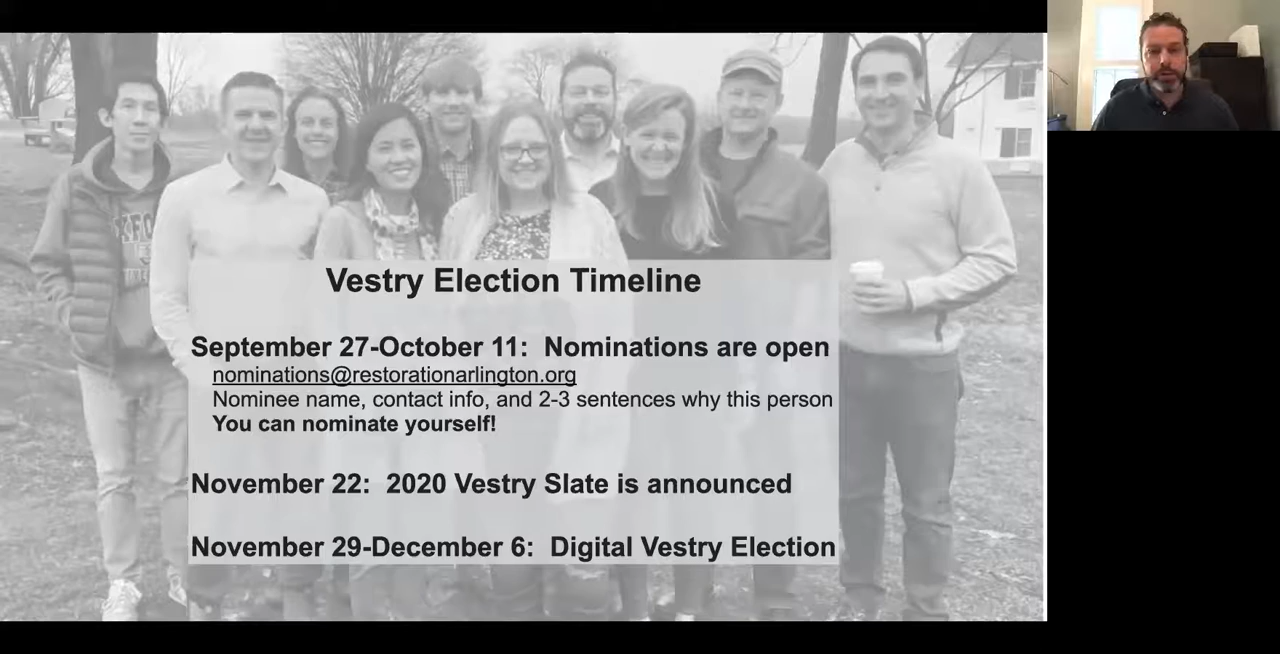 Vestry Election Timeline
September 27-October 11:  Nominations are open
nominations@restorationarlington.org
Nominee name, contact info, and 2-3 sentences why this person
You can nominate yourself!
November 22:  2020 Vestry Slate is announced
November 29-December 6:  Digital Vestry Election